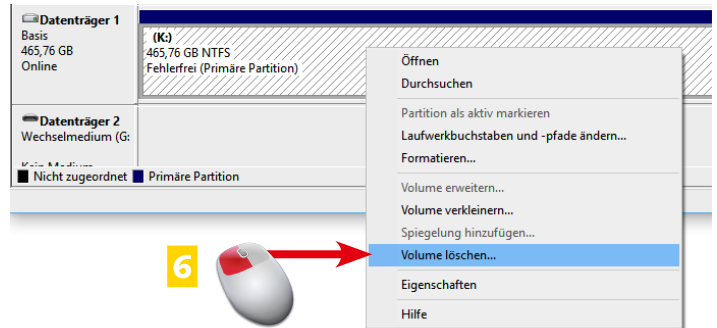 Datenträger 1
Basis
465,76 GB
Online
(K:)
465,76 GB NTFS
Fehlerfrei (Primäre Partition)
Datenträger 2
Wechselmedium (G:
Nicht zugeordnet
Primäre Partition
Öffnen
Durchsuchen
Partition als aktiv markieren
Laufwerkbuchstaben und -pfade ändern...
Formatieren...
Volume erweitern...
Volume verkleinern...
Spiegelung hinzufügen...
Volume löschen...
Eigenschaften
Hilfe
6